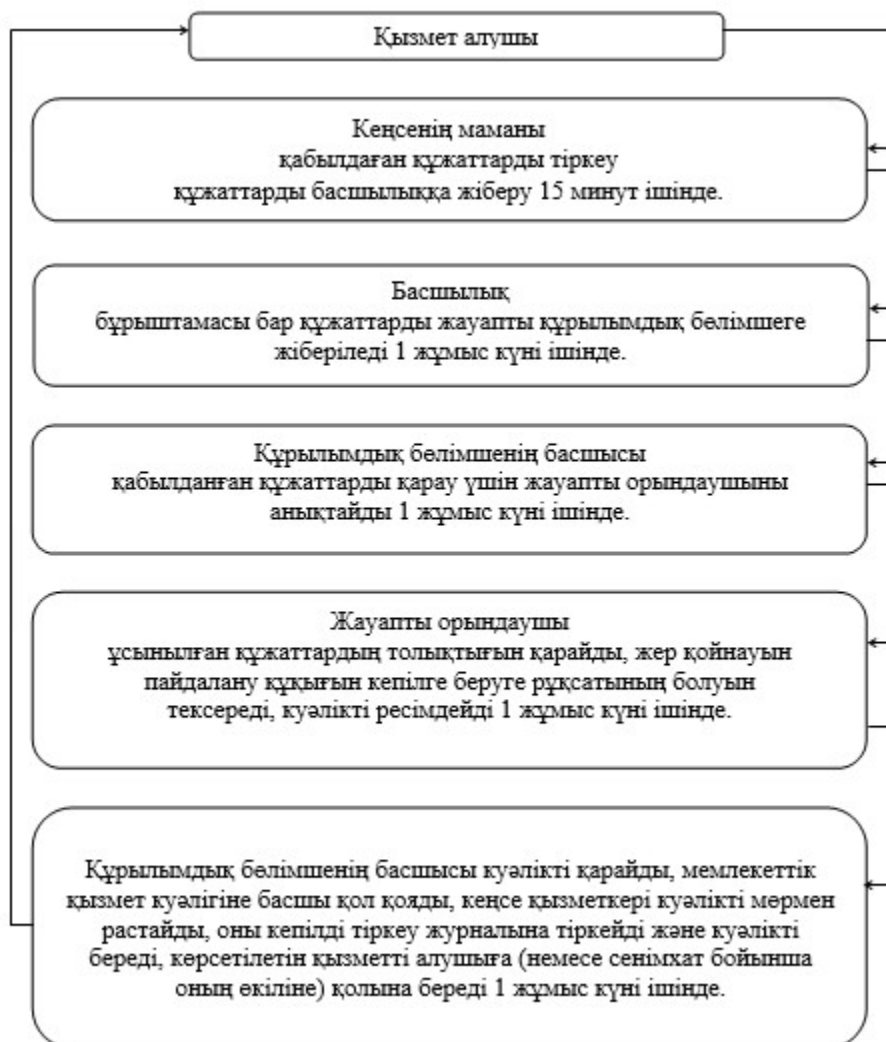 Қызмет алушы
Кеңсенің маманы
қабылдаған құжаттарды тіркеу
құжаттарды басшылыққа жіберу 15 минут ішінде.
Басшылық
бұрыштамасы бар құжаттарды жауапты құрылымдық бөлімшеге
жіберіледі 1 жұмыс күні ішінде.
Құрылымдық бөлімшенің басшысы
қабылданған құжаттарды қарау үшін жауапты орындаушыны
анықтайды 1 жұмыс күні ішінде.
Жауапты орындаушы
ұсынылған құжаттардың толықтығын қарайды, жер қойнауын
пайдалану құқығын кепілге беруге рұқсатының болуын
тексереді, куәлікті ресімдейді 1 жұмыс күні ішінде.
Құрылымдық бөлімшенің басшысы куәлікті қарайды, мемлекеттік
қызмет куәлігіне басшы қол қояды, кеңсе қызметкері куәлікті мөрмен
растайды, оны кепілді тіркеу журналына тіркейді және куәлікті
береді, көрсетілетін қызметті алушыға (немесе сенімхат бойынша
оның өкіліне) қолына береді 1 жұмыс күні ішінде.